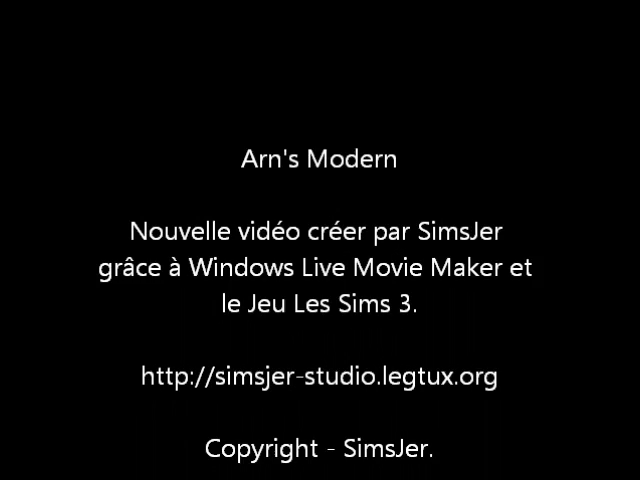 Arn's Modern
Nouvelle vidéo créer par SimsJer
grâce à Windows Live Movie Maker et
le Jeu Les Sims 3.
http://simsjer-studio.legtux.org
Copyright - SimsJer.